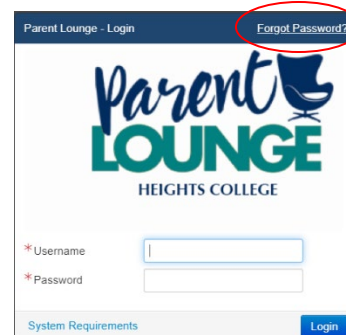 Parent Lounge - Login Forgot Password?
parent
LOUNGE
HEIGHTS COLLEGE
*Username
*Password
System Requirements Login